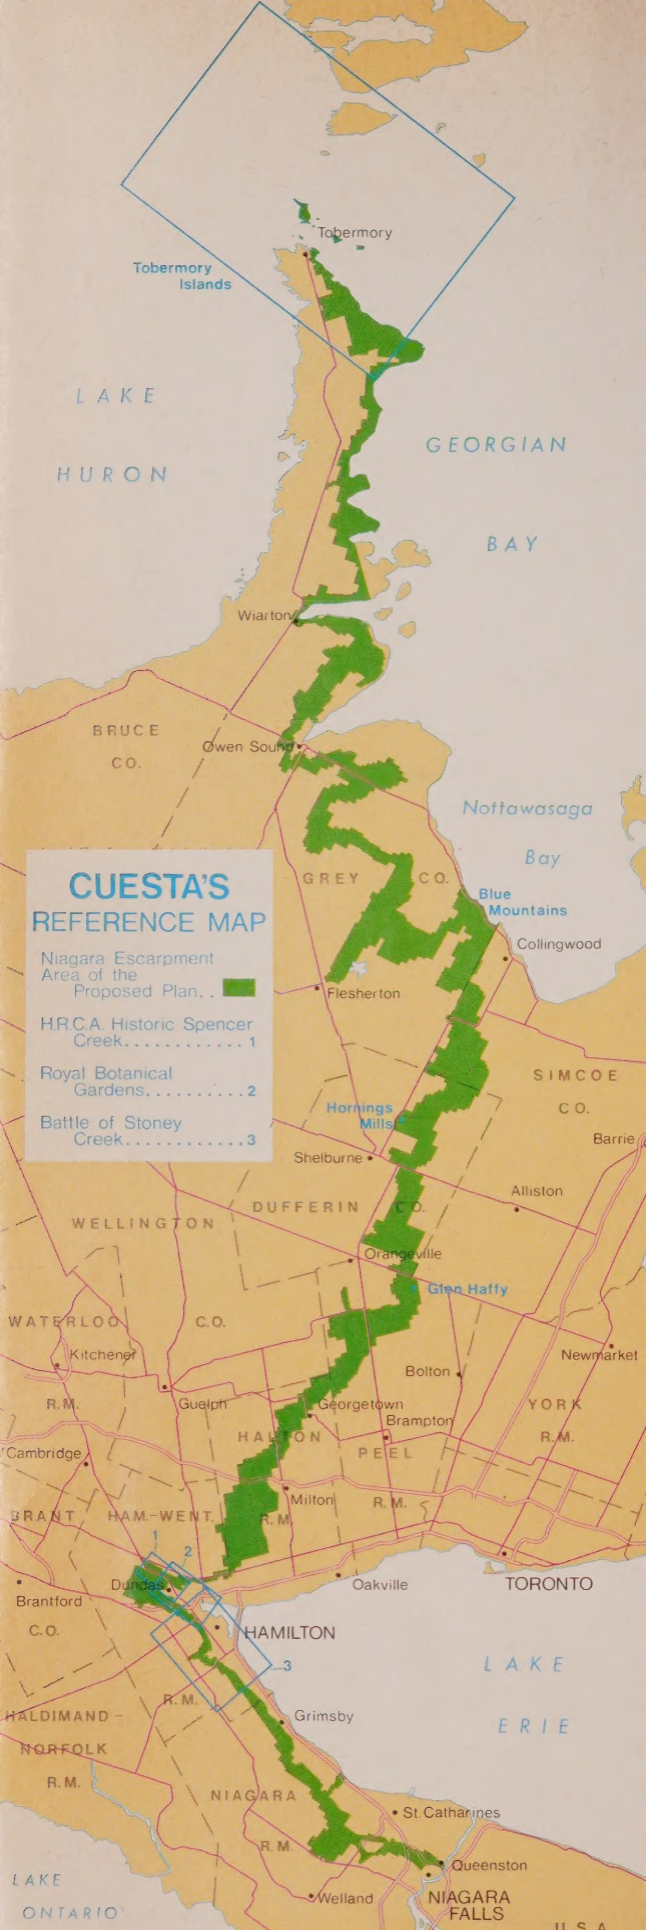 Tobermory
Tobermory
Islands
LAKE
HURON
GEORGIAN
BAY
Wiarton
BRUCE
CO.
Owen Sound
Nottawasaga
Bay
CUESTA'S
REFERENCE MAP
Niagara Escarpment:
Area of the
Proposed Plan..
H.R.C.A. Historic Spencer
Creek............ 1
Royal Botanical
Gardens.......... 2
Battle of Stoney
Creek............ 3
GREY CO.
Blue
Mountains
Collingwood
Flesherton
SIMCOE
CO.
Hornings
Mills
Barrie
Shelburne
Alliston
DUFFERIN CO.
WELLINGTON
Orangeville
Glen Haffy
WATERLOO C.O.
Kitchener
Newmarket
Bolton
R.M. Guelph Georgetown YORK
Brampton
HALTON R.M.
PEEL
Cambridge
Milton R.M.
BRANT HAM.-WENT. R.M.
1
2
Dundas
Oakville TORONTO
Brantford
C.O. HAMILTON
3
LAKE
ERIE
R.M.
HALDIMAND-
Grimsby
NORFOLK
R.M.
NIAGARA
St. Catharines
R.M.
Queenston
LAKE
ONTARIO
Welland
NIAGARA
FALLS
U.S.A.